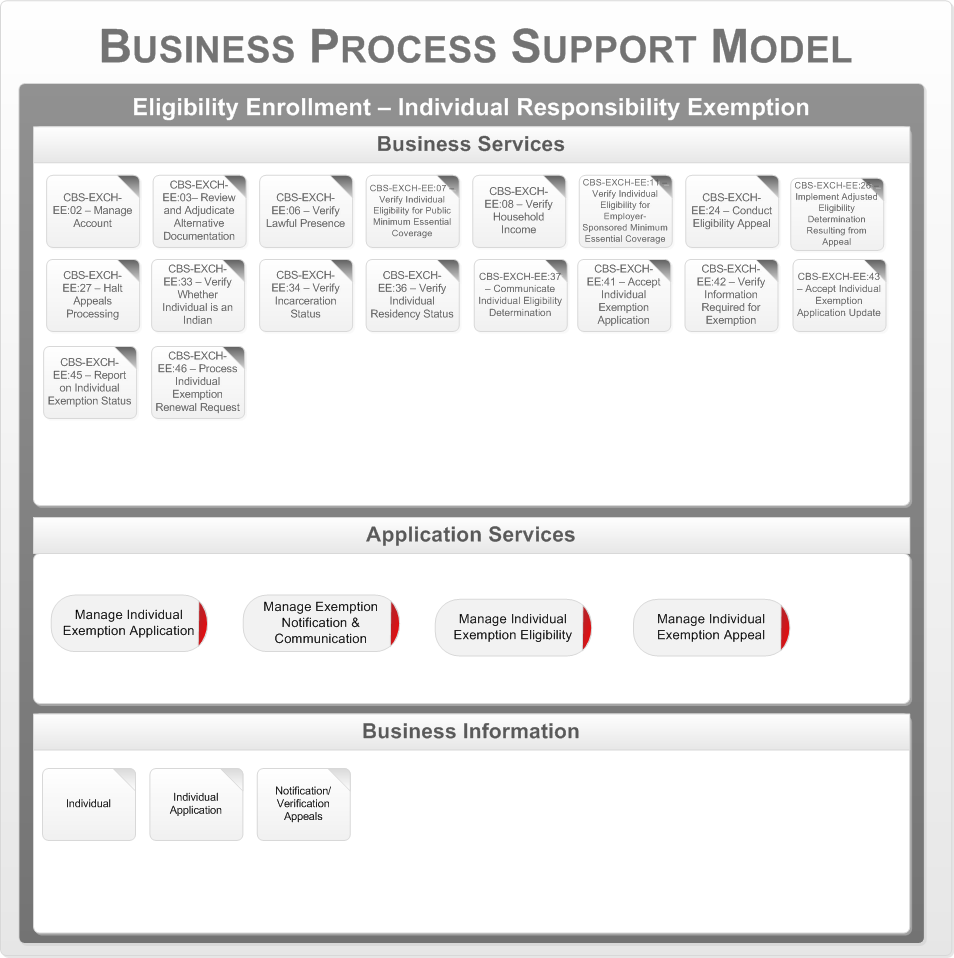 BUSINESS PROCESS SUPPORT MODEL
Eligibility Enrollment – Individual Responsibility Exemption
Business Services
CBS-EXCH-
EE:02 – Manage
Account
CBS-EXCH-
EE:03– Review
and Adjudicate
Alternative
Documentation
CBS-EXCH-
EE:06 – Verify
Lawful Presence
CBS-EXCH-EE:07 –
Verify Individual
Eligibility for Public
Minimum Essential
Coverage
CBS-EXCH-
EE:08 – Verify
Household
Income
CBS-EXCH-EE:11 –
Verify Individual
Eligibility for
Employer-
Sponsored Minimum
Essential Coverage
CBS-EXCH-
EE:24 – Conduct
Eligibility Appeal
Implement Adjusted
Eligibility
Determination
Resulting from
Appeal
CBS-EXCH-
EE:27 – Halt
Appeals
Processing
CBS-EXCH-
EE:33 – Verify
Whether
Individual is an
Indian
CBS-EXCH-
EE:34 – Verify
Incarceration
Status
CBS-EXCH-
EE:36 – Verify
Individual
Residency Status
CBS-EXCH-EE:37
– Communicate
Individual Eligibility
Determination
CBS-EXCH-
EE:41 – Accept
Individual
Exemption
Application
CBS-EXCH-
EE:42 – Verify
Information
Required for
Exemption
CBS-EXCH-EE:43
– Accept Individual
Exemption
Application Update
CBS-EXCH-
EE:45 – Report
on Individual
Exemption Status
CBS-EXCH-
EE:46 – Process
Individual
Exemption
Renewal Request
Application Services
Manage Individual
Exemption Application
Manage Exemption
Notification &
Communication
Manage Individual
Exemption Eligibility
Manage Individual
Exemption Appeal
Business Information
Individual
Individual
Application
Notification/
Verification
Appeals